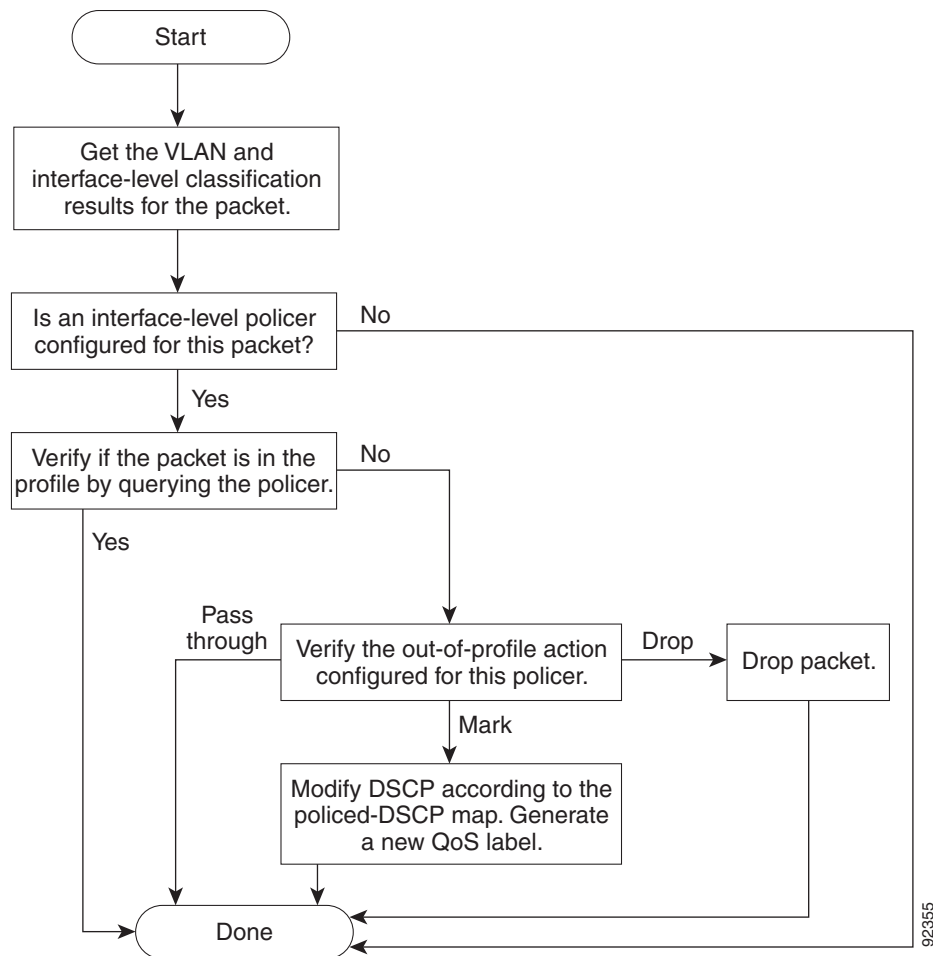 Start
Get the VLAN and
interface-level classification
results for the packet.
Is an interface-level policer
configured for this packet?
No
Yes
Verify if the packet is in the
profile by querying the policer.
No
Yes
Pass
through
Verify the out-of-profile action
configured for this policer.
Drop
Drop packet.
Mark
Modify DSCP according to the
policed-DSCP map. Generate
a new QoS label.
Done
92355